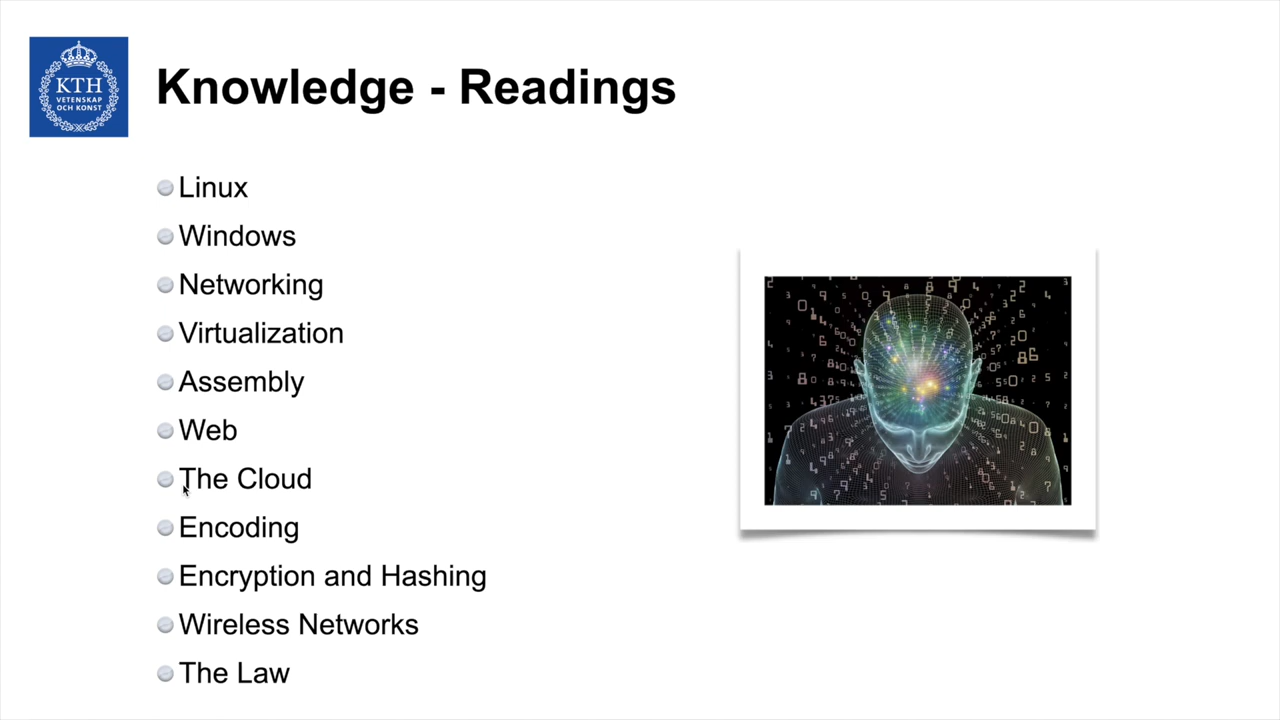 KTH
VETENSKAP
OCH KONST
Knowledge - Readings
Linux
Windows
Networking
Virtualization
Assembly
Web
The Cloud
Encoding
Encryption and Hashing
Wireless Networks
The Law